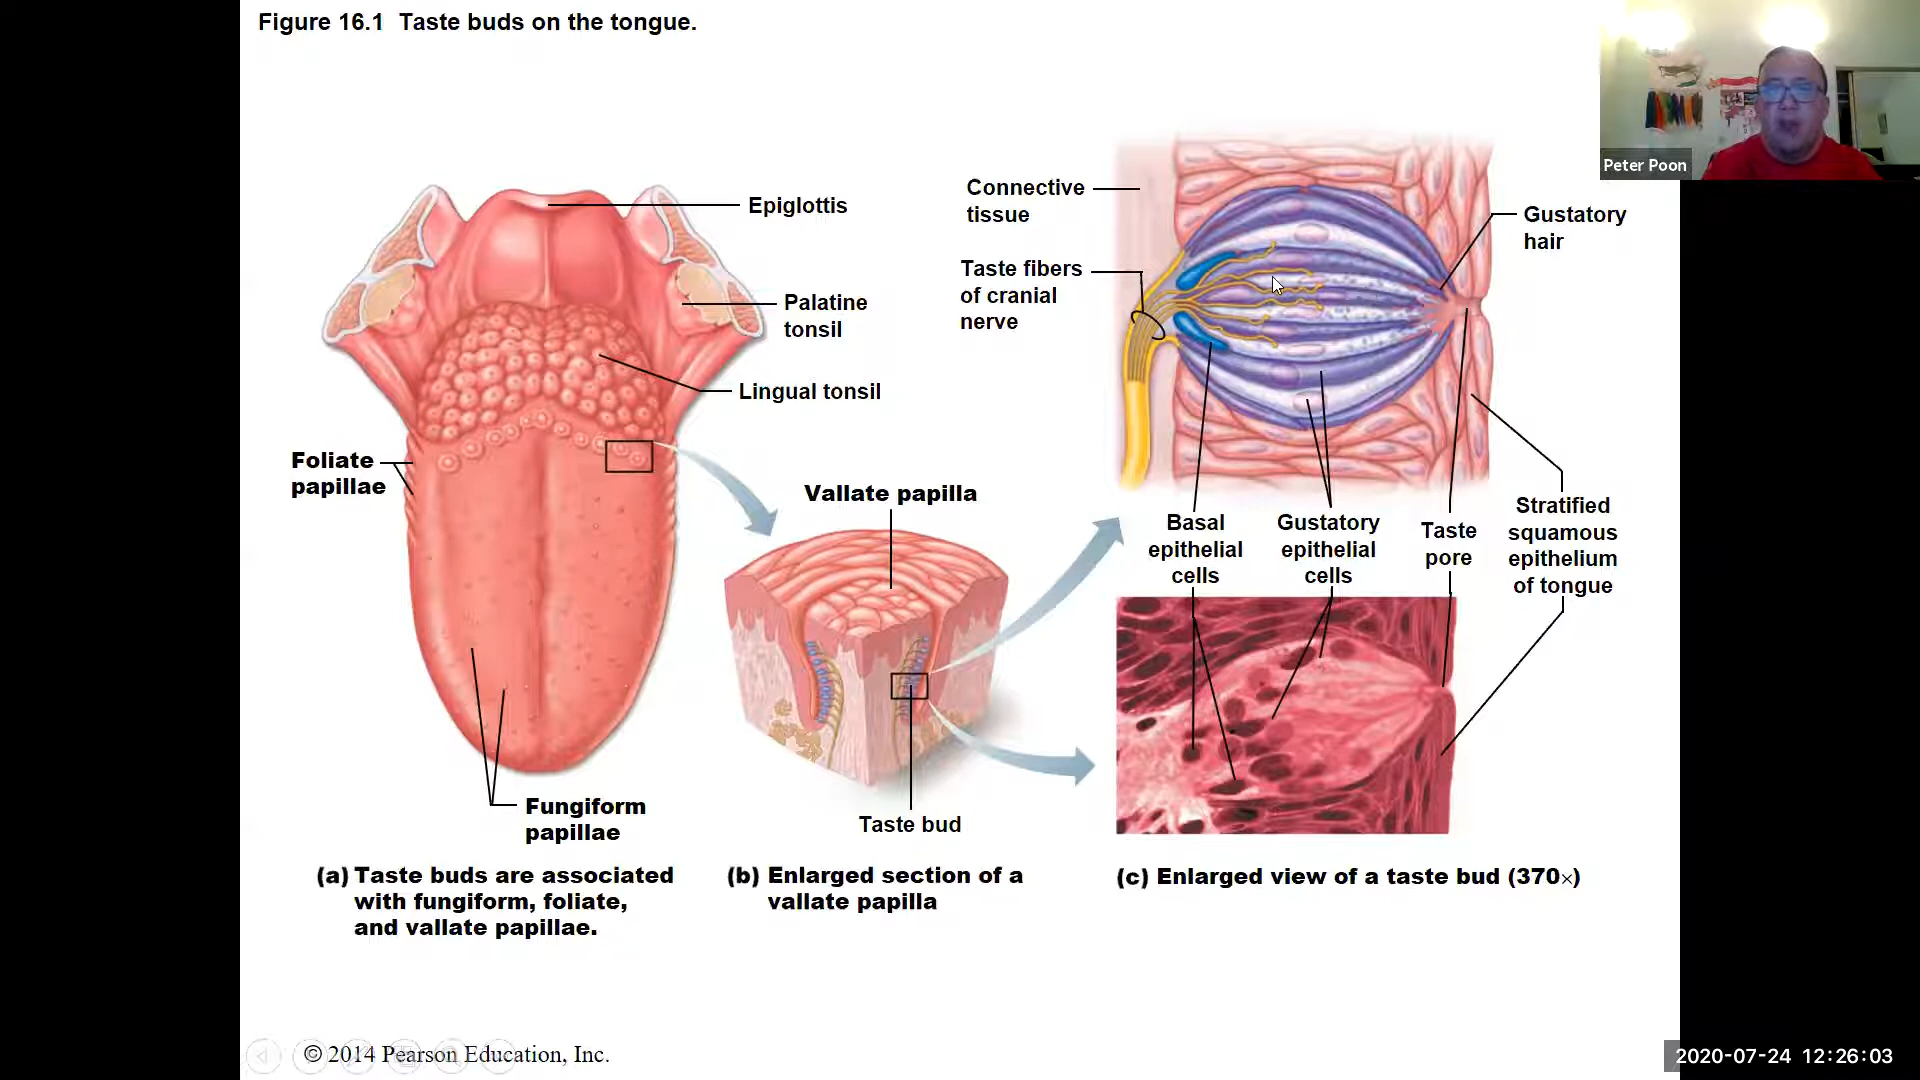 Figure 16.1 Taste buds on the tongue.
Peter Poon
Epiglottis
Palatine
tonsil
Lingual tonsil
Foliate
papillae
Fungiform
papillae
(a) Taste buds are associated
with fungiform, foliate,
and vallate papillae.
Vallate papilla
Taste bud
(b) Enlarged section of a
vallate papilla
Connective
tissue
Taste fibers
of cranial
nerve
Gustatory
hair
Basal
epithelial
cells
Gustatory
epithelial
cells
Taste
pore
Stratified
squamous
epithelium
of tongue
(c) Enlarged view of a taste bud (370×)
© 2014 Pearson Education, Inc.
2020-07-24 12:26:03